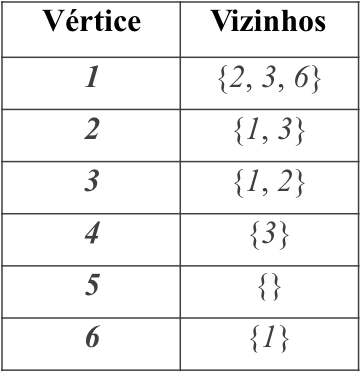 Vértice Vizinhos
1 {2, 3, 6}
2 {1, 3}
3 {1, 2}
4 {3}
5 {}
6 {1}